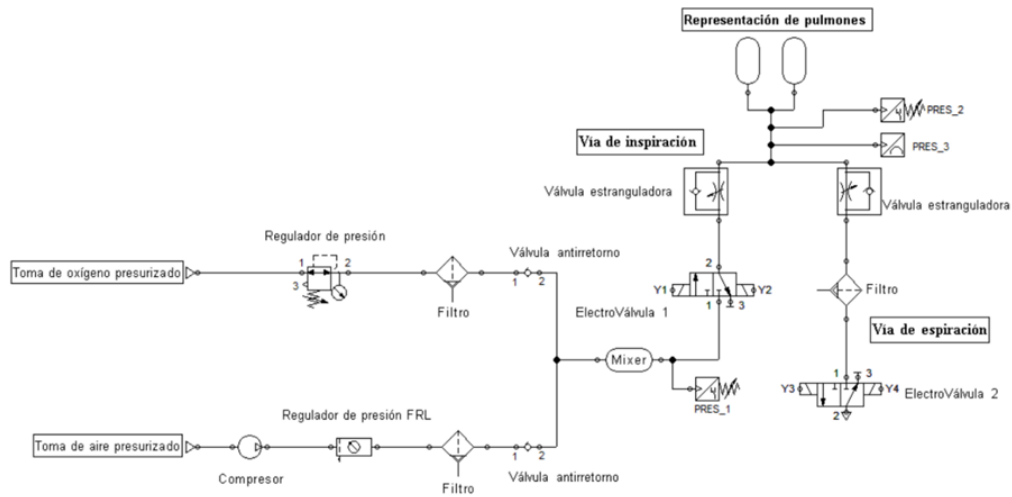 Representación de pulmones
PRES_2
Vía de inspiración
PRES_3
Válvula estranguladora
Válvula estranguladora
Regulador de presión
Válvula antirretorno
2
Toma de oxígeno presurizado
1
2
3
1
2
Y1
Y2
Filtro
Filtro
ElectroVálvula 1
1
3
Vía de espiración
Mixer
1
3
Y3
Y4
ElectroVálvula 2
PRES_1
2
Regulador de presión FRL
Toma de aire presurizado
1
2
Compresor
Filtro
Válvula antirretorno